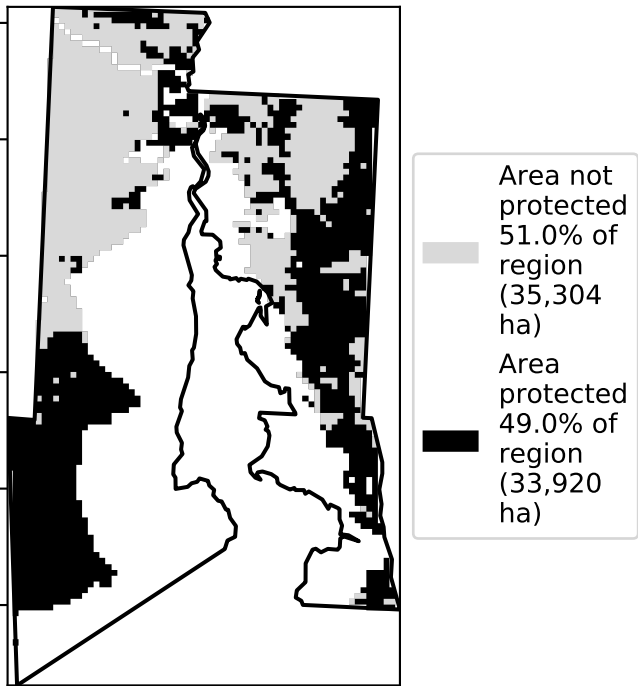 Area not
protected
51.0% of
region
(35,304
ha)
Area
protected
49.0% of
region
(33,920
ha)